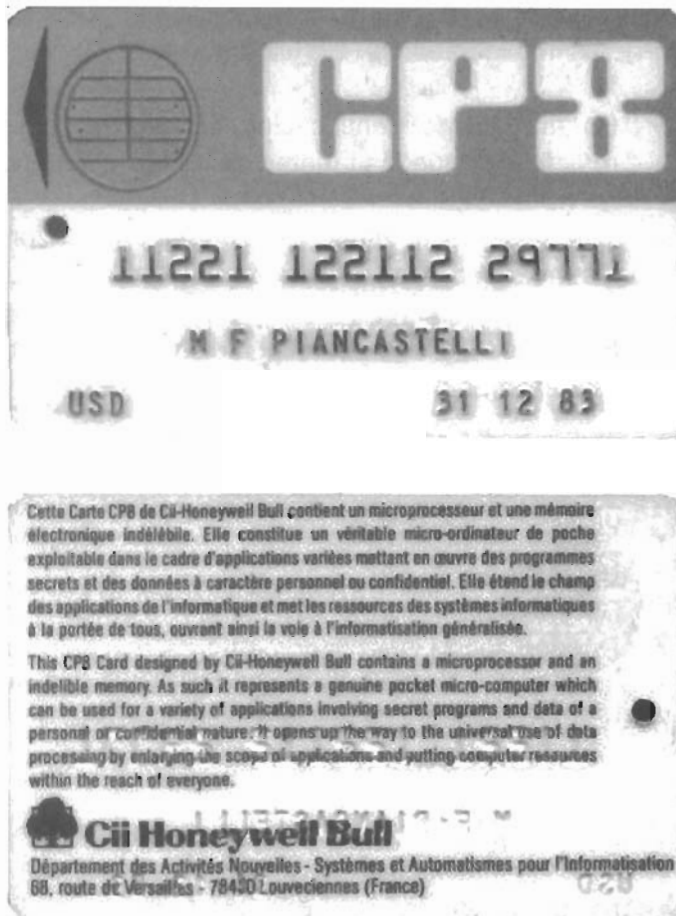 CP8
11221 122112 29771
M F PIANCASTELLI
USD 31 12 83
Cette Carte CP8 de Cii-Honeywell Bull contient un microprocesseur et une mémoire
électronique indélébile. Elle constitue un véritable micro-ordinateur de poche
exploitable dans le cadre d'applications variées mettant en œuvre des programmes
secrets et des données à caractère personnel ou confidentiel. Elle étend le champ
des applications de l'informatique et met les ressources des systèmes informatiques
à la portée de tous, ouvrant ainsi la voie à l'informatisation généralisée.
This CP8 Card designed by Cii-Honeywell Bull contains a microprocessor and an
indelible memory. As such it represents a genuine pocket micro-computer which
can be used for a variety of applications involving secret programs and data of a
personal or confidential nature. It opens up the way to the universal use of data
processing by enlarging the scope of applications and putting computer resources
within the reach of everyone.
Cii Honeywell Bull
Département des Activités Nouvelles - Systèmes et Automatismes pour l'Informatisation
68, route de Versailles - 78430 Louveciennes (France)